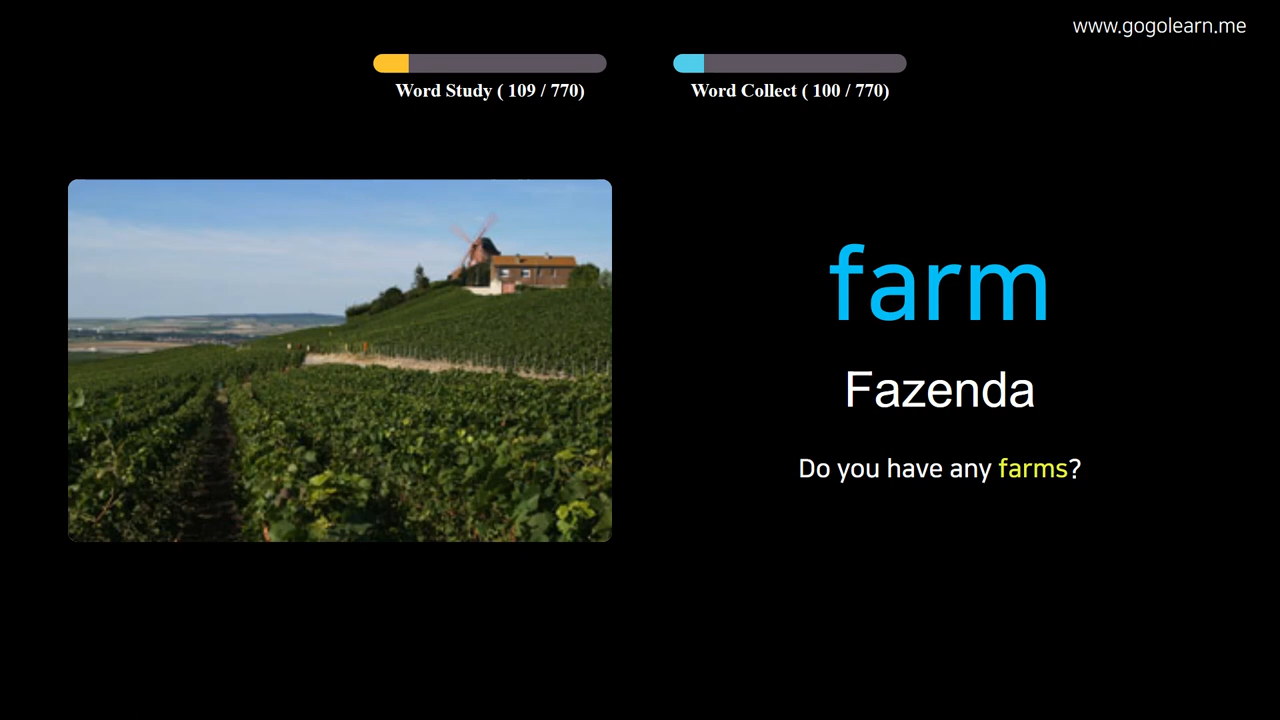 www.gogolearn.me
Word Study ( 109 / 770)
Word Collect ( 100 / 770)
farm
Fazenda
Do you have any farms?